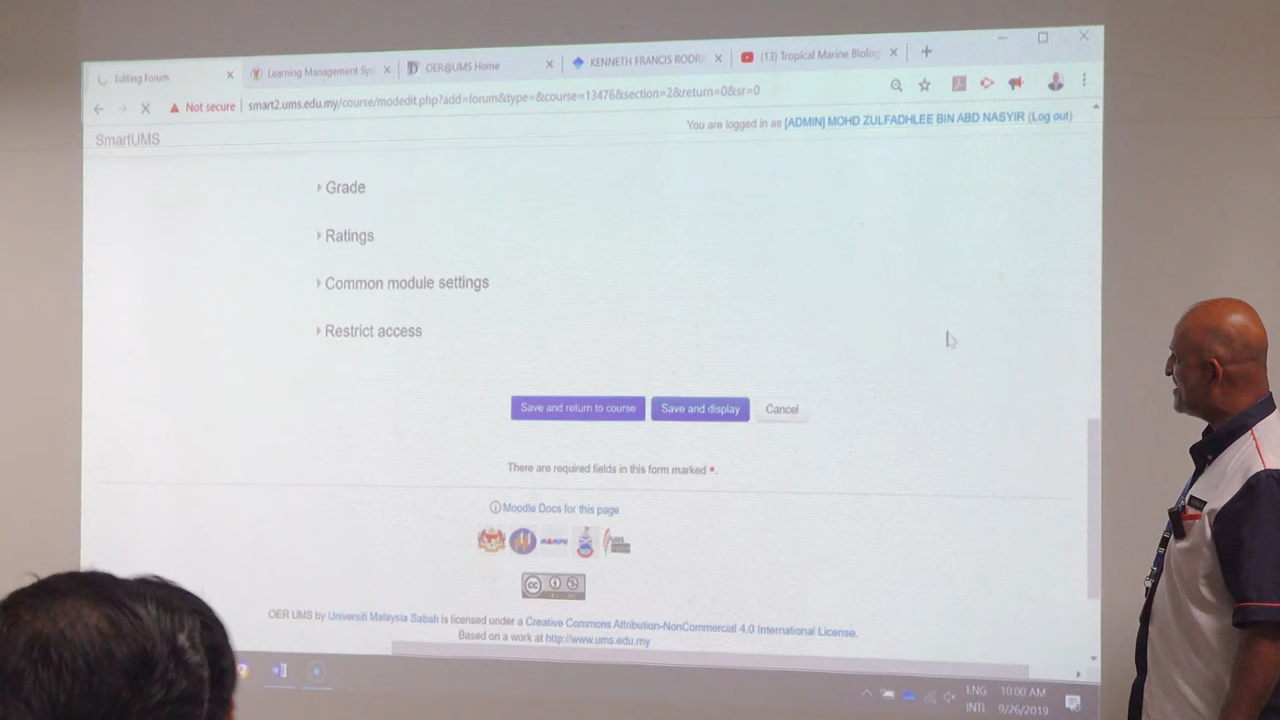 Editing Forum
Learning Management Sys
OER@UMS Home
KENNETH FRANCIS RODRI
(13) Tropical Marine Biolog
Not secure | smart2.ums.edu.my/course/modedit.php?add=forum&type=&course=13476&section=2&return=0&sr=0
SmartUMS
You are logged in as [ADMIN] MOHD ZULFADHLEE BIN ABD NASYIR (Log out)
Grade
Ratings
Common module settings
Restrict access
Save and return to course
Save and display
Cancel
There are required fields in this form marked *.
Moodle Docs for this page
OER UMS by Universiti Malaysia Sabah is licensed under a Creative Commons Attribution-NonCommercial 4.0 International License.
Based on a work at http://www.ums.edu.my
ENG
INTL
10:00 AM
9/26/2019